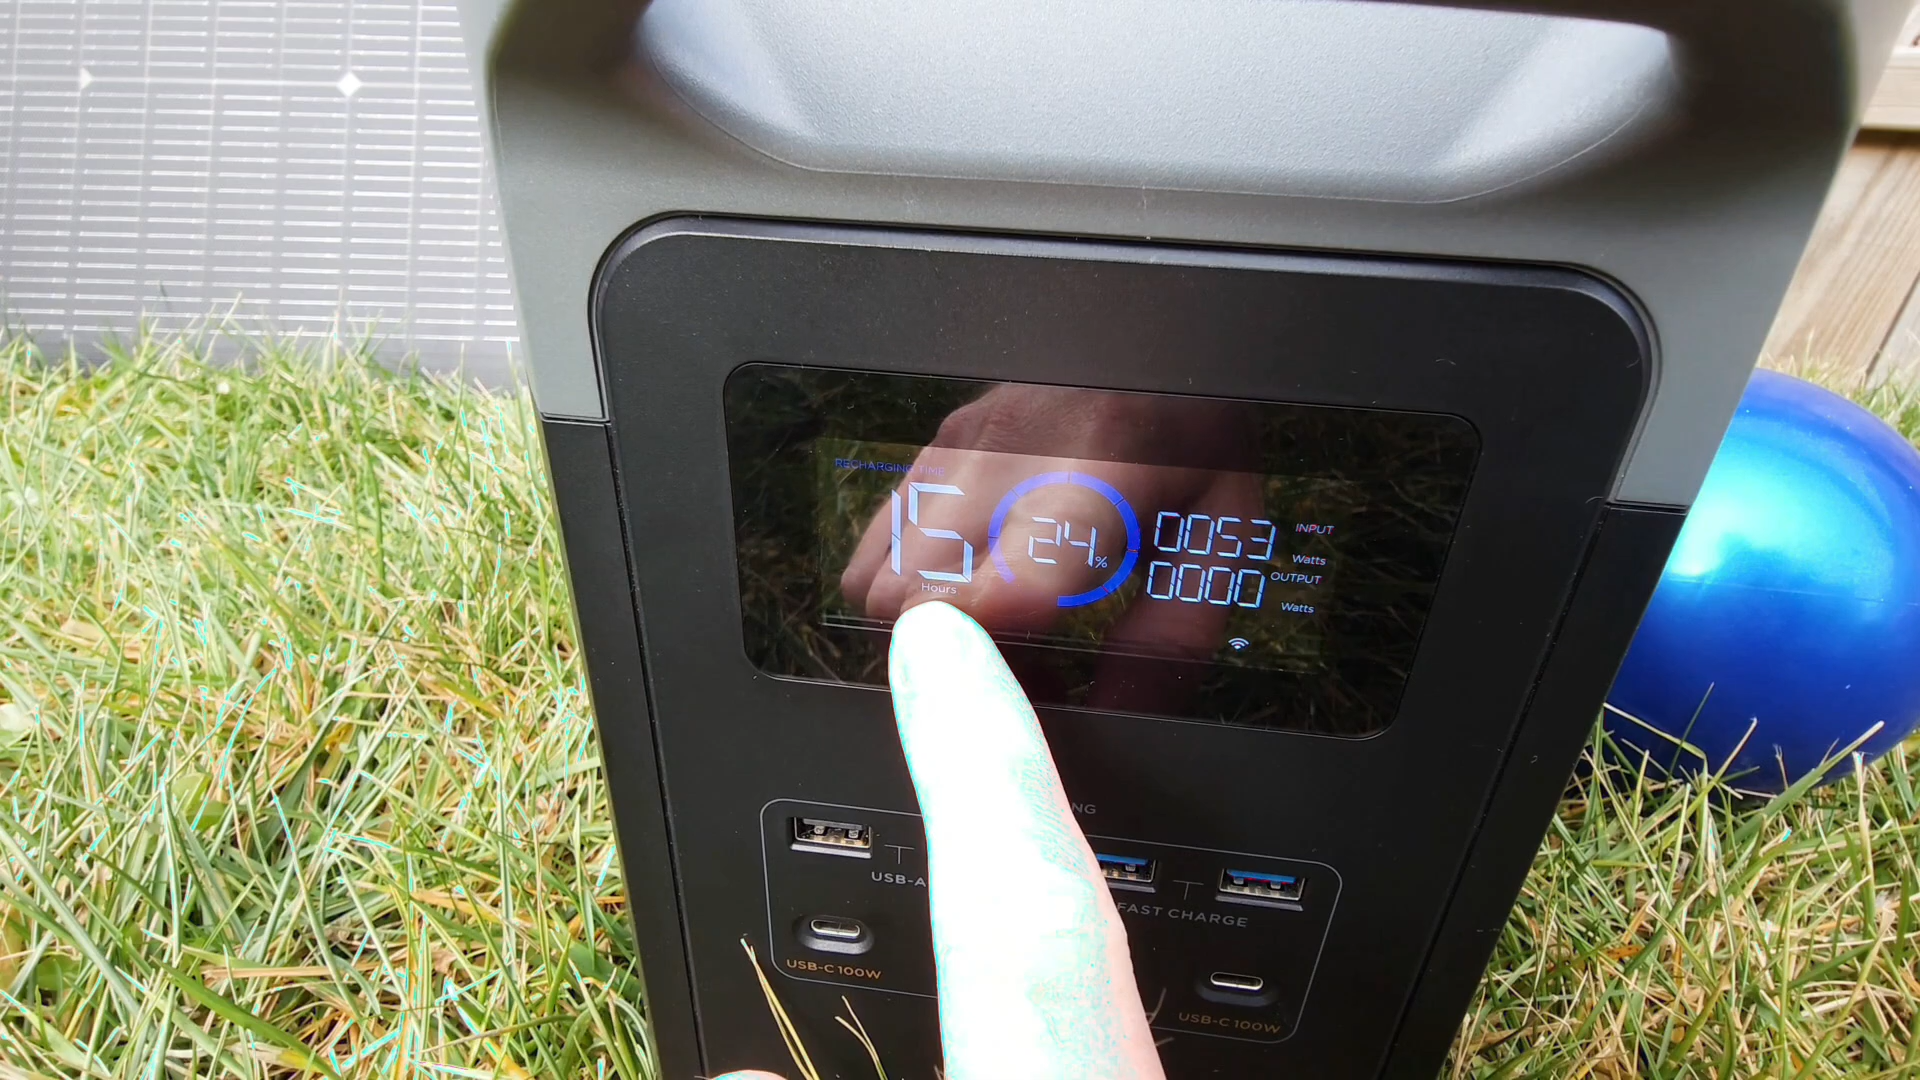 RECHARGING TIME
15
Hours
24%
0053 INPUT
Watts
0000 OUTPUT
Watts
USB-A
FAST CHARGE
USB-C 100W
USB-C 100W